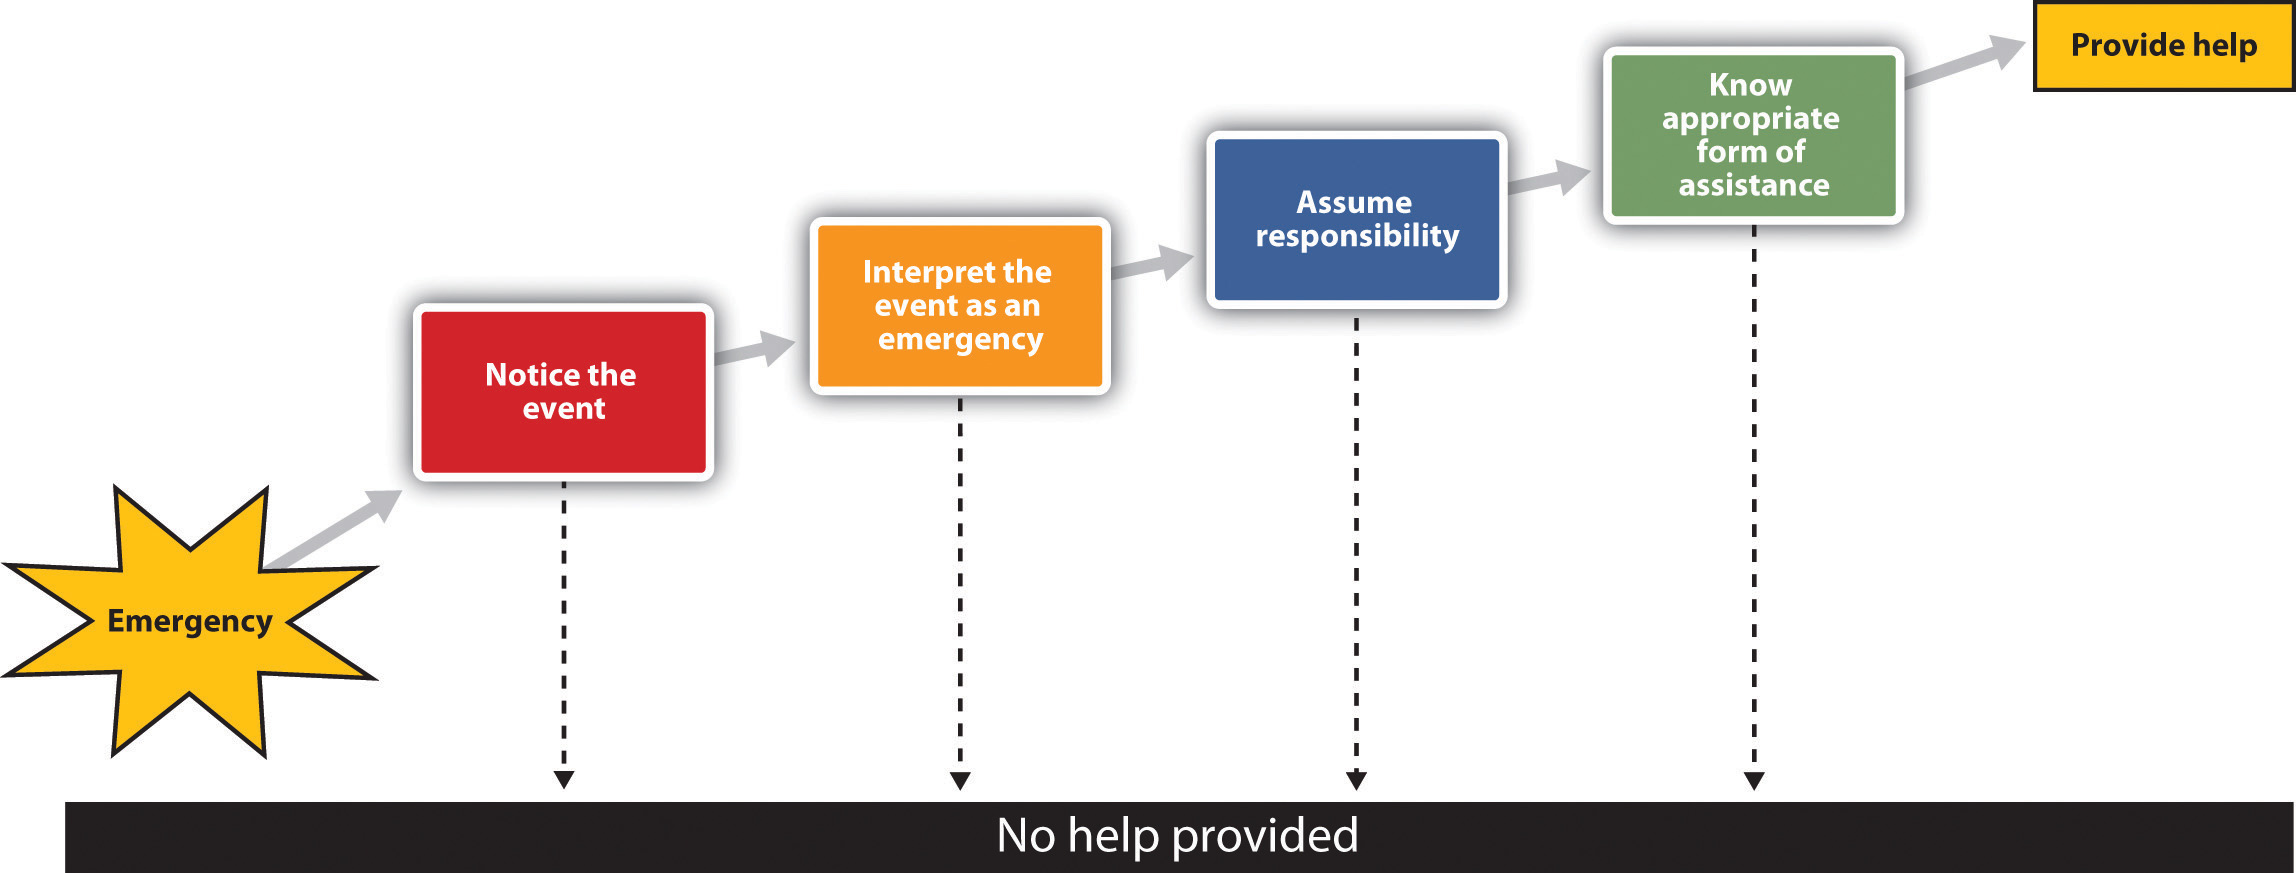 Emergency
Notice the
event
Interpret the
event as an
emergency
Assume
responsibility
Know
appropriate
form of
assistance
Provide help
No help provided